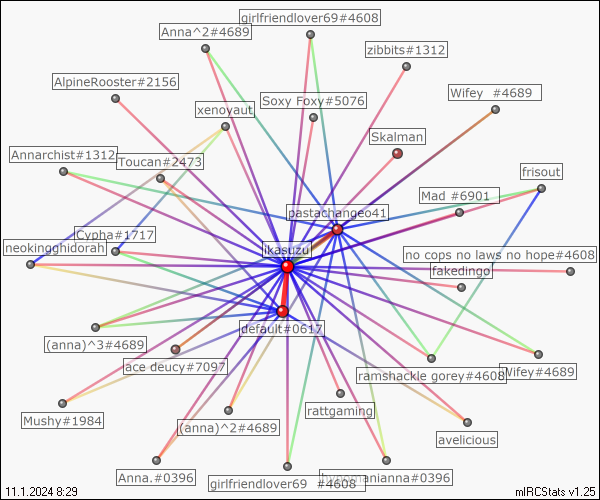 girlfriendlover69#4608
Anna^2#4689
zibbits#1312
AlpineRooster#2156
Wifey #4689
Soxy Foxy#5076
xenoyaut
Skalman
Annarchist#1312
Toucan#2473
frisout
Mad #6901
pastachangeo41
Cypha#1717
neokingghidorah
ikasuzu
no cops no laws no hope#4608
fakedingo
default#0617
(anna)^3#4689
ace deucy#7097
ramshackle gorey#4608
Wifey#4689
rattgaming
Mushy#1984
(anna)^2#4689
avelicious
Anna.#0396
girlfriendlover69 #4608
hypnomanianna#0396
11.1.2024 8:29
mIRCStats v1.25